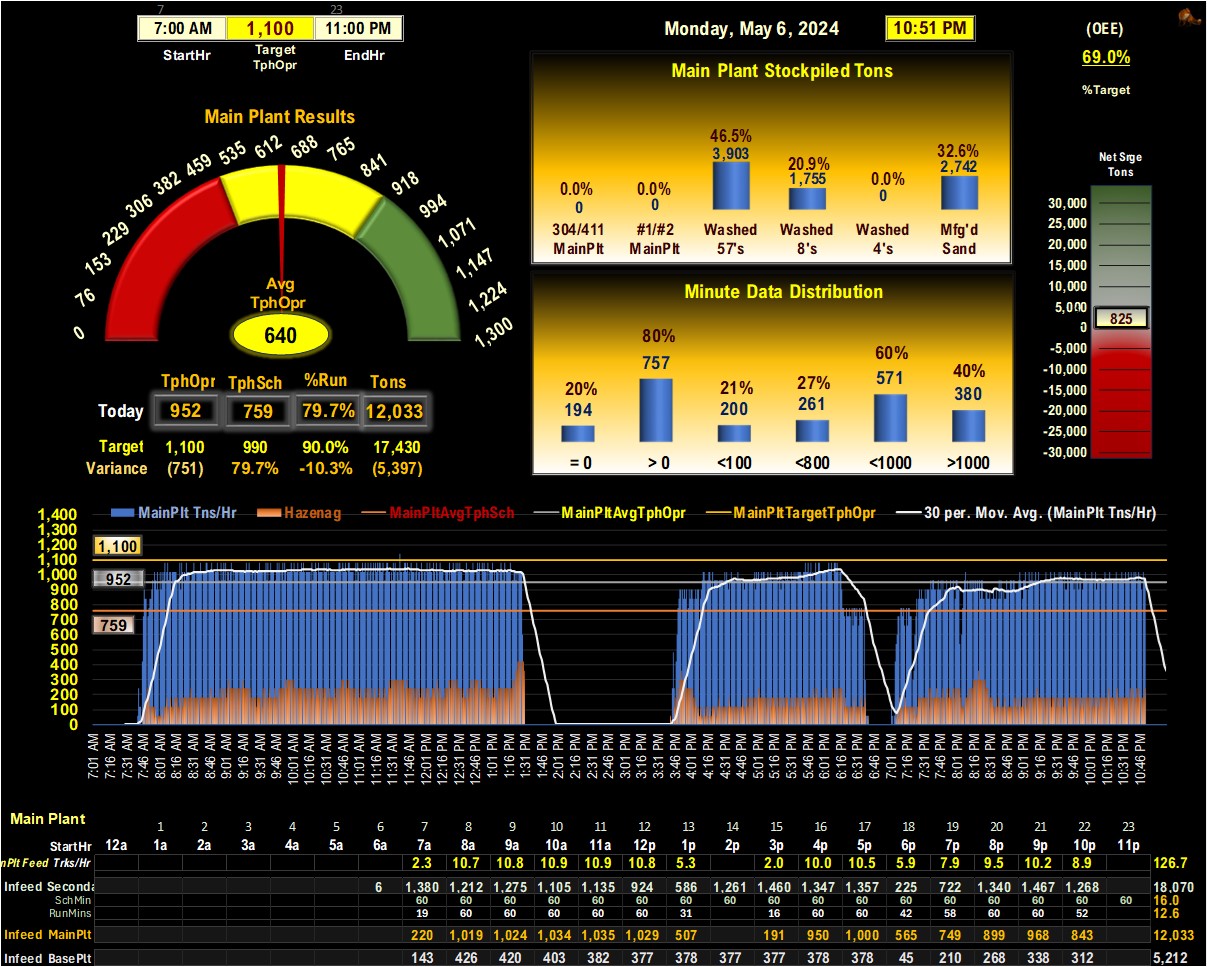 7 23
7:00 AM 1,100 11:00 PM
StartHr Target TphOpr EndHr
Monday, May 6, 2024 10:51 PM
(OEE)
69.0%
%Target
Main Plant Results
0 76 153 229 306 382 459 535 612 688 765 841 918 994 1,071 1,147 1,224 1,300
Avg
TphOpr
640
TphOpr TphSch %Run Tons
Today 952 759 79.7% 12,033
Target 1,100 990 90.0% 17,430
Variance (751) 79.7% -10.3% (5,397)
Main Plant Stockpiled Tons
0.0% 0.0% 46.5% 20.9% 0.0% 32.6%
0 0 3,903 1,755 0 2,742
304/411 #1/#2 Washed Washed Washed Mfg'd
MainPlt MainPlt 57's 8's 4's Sand
Minute Data Distribution
20% 80% 21% 27% 60% 40%
194 757 200 261 571 380
= 0 > 0 <100 <800 <1000 >1000
Net Srge
Tons
30,000
25,000
20,000
15,000
10,000
5,000
825
0
-5,000
-10,000
-15,000
-20,000
-25,000
-30,000
MainPlt Tns/Hr Hazenag MainPltAvgTphSch MainPltAvgTphOpr MainPltTargetTphOpr 30 per. Mov. Avg. (MainPlt Tns/Hr)
1,400
1,300
1,200
1,100
1,000
900
800
700
600
500
400
300
200
100
0
1,100
952
759
7:01 AM 7:16 AM 7:31 AM 7:46 AM 8:01 AM 8:16 AM 8:31 AM 8:46 AM 9:01 AM 9:16 AM 9:31 AM 9:46 AM 10:01 AM 10:16 AM 10:31 AM 10:46 AM 11:01 AM 11:16 AM 11:31 AM 11:46 AM 12:01 PM 12:16 PM 12:31 PM 12:46 PM 1:01 PM 1:16 PM 1:31 PM 1:46 PM 2:01 PM 2:16 PM 2:31 PM 2:46 PM 3:01 PM 3:16 PM 3:31 PM 3:46 PM 4:01 PM 4:16 PM 4:31 PM 4:46 PM 5:01 PM 5:16 PM 5:31 PM 5:46 PM 6:01 PM 6:16 PM 6:31 PM 6:46 PM 7:01 PM 7:16 PM 7:31 PM 7:46 PM 8:01 PM 8:16 PM 8:31 PM 8:46 PM 9:01 PM 9:16 PM 9:31 PM 9:46 PM 10:01 PM 10:16 PM 10:31 PM 10:46 PM
Main Plant
1 2 3 4 5 6 7 8 9 10 11 12 13 14 15 16 17 18 19 20 21 22 23
StartHr 12a 1a 2a 3a 4a 5a 6a 7a 8a 9a 10a 11a 12p 1p 2p 3p 4p 5p 6p 7p 8p 9p 10p 11p
nPlt Feed Trks/Hr 2.3 10.7 10.8 10.9 10.9 10.8 5.3 2.0 10.0 10.5 5.9 7.9 9.5 10.2 8.9 126.7
Infeed Seconda 6 1,380 1,212 1,275 1,105 1,135 924 586 1,261 1,460 1,347 1,357 225 722 1,340 1,467 1,268 18,070
SchMin 60 60 60 60 60 60 60 60 60 60 60 60 60 60 60 60 60 16.0
RunMins 19 60 60 60 60 60 31 15 60 60 42 58 60 60 52 12.6
Infeed MainPlt 220 1,019 1,024 1,034 1,035 1,029 507 191 950 1,000 565 749 899 968 843 12,033
Infeed BasePlt 143 426 420 403 382 377 378 377 377 378 378 45 210 268 338 312 5,212